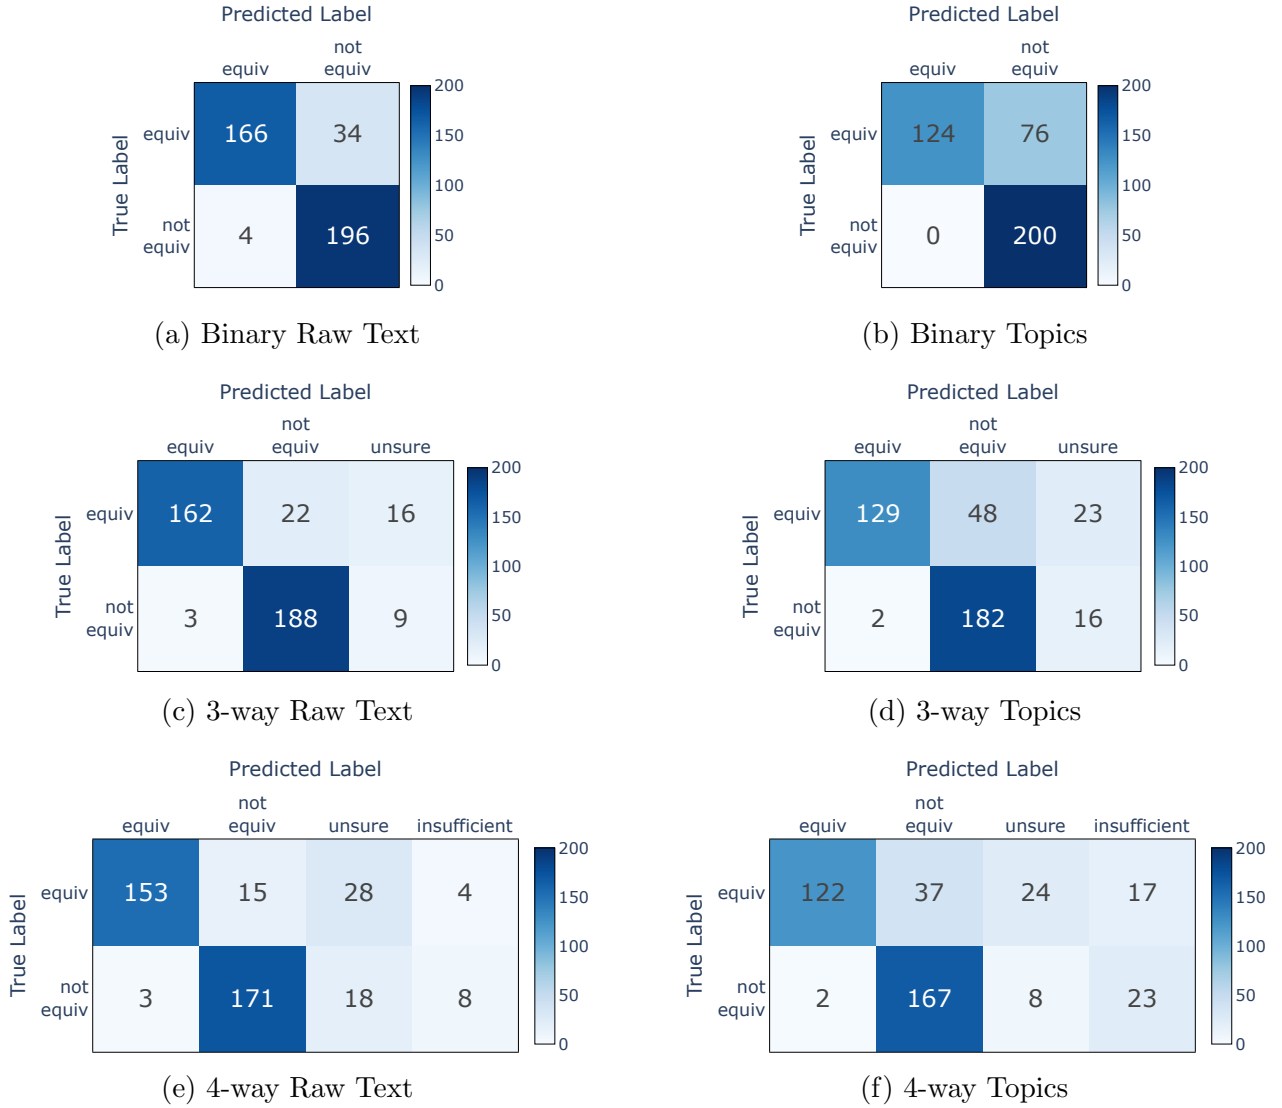 Predicted Label
not
equiv equiv
True Label
equiv 166 34
not
equiv 4 196
200
150
100
50
0
(a) Binary Raw Text
Predicted Label
not
equiv equiv
True Label
equiv 124 76
not
equiv 0 200
200
150
100
50
0
(b) Binary Topics
Predicted Label
not
equiv equiv unsure
True Label
equiv 162 22 16
not
equiv 3 188 9
200
150
100
50
0
(c) 3-way Raw Text
Predicted Label
not
equiv equiv unsure
True Label
equiv 129 48 23
not
equiv 2 182 16
200
150
100
50
0
(d) 3-way Topics
Predicted Label
not
equiv equiv unsure insufficient
True Label
equiv 153 15 28 4
not
equiv 3 171 18 8
200
150
100
50
0
(e) 4-way Raw Text
Predicted Label
not
equiv equiv unsure insufficient
True Label
equiv 122 37 24 17
not
equiv 2 167 8 23
200
150
100
50
0
(f) 4-way Topics